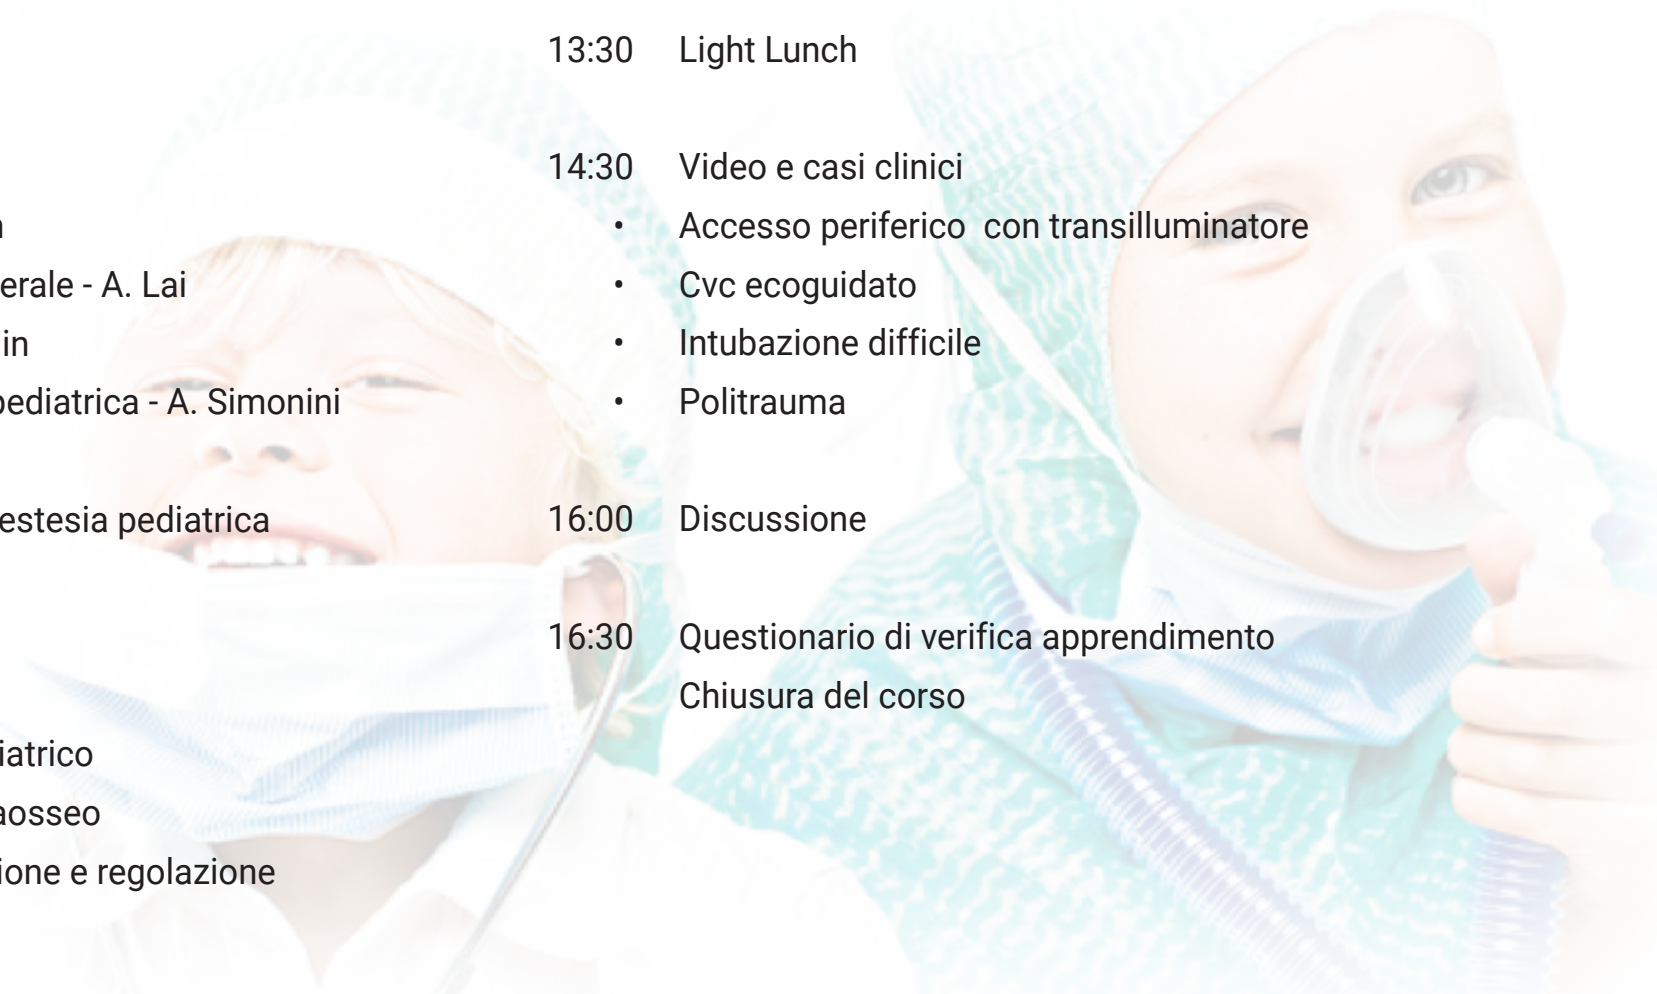 erale - A. Lai
in
pediatrica - A. Simonini
estesia pediatrica
iatrico
aosseo
ione e regolazione
13:30 Light Lunch
14:30 Video e casi clinici
• Accesso periferico con transilluminatore
• Cvc ecoguidato
• Intubazione difficile
• Politrauma
16:00 Discussione
16:30 Questionario di verifica apprendimento
Chiusura del corso